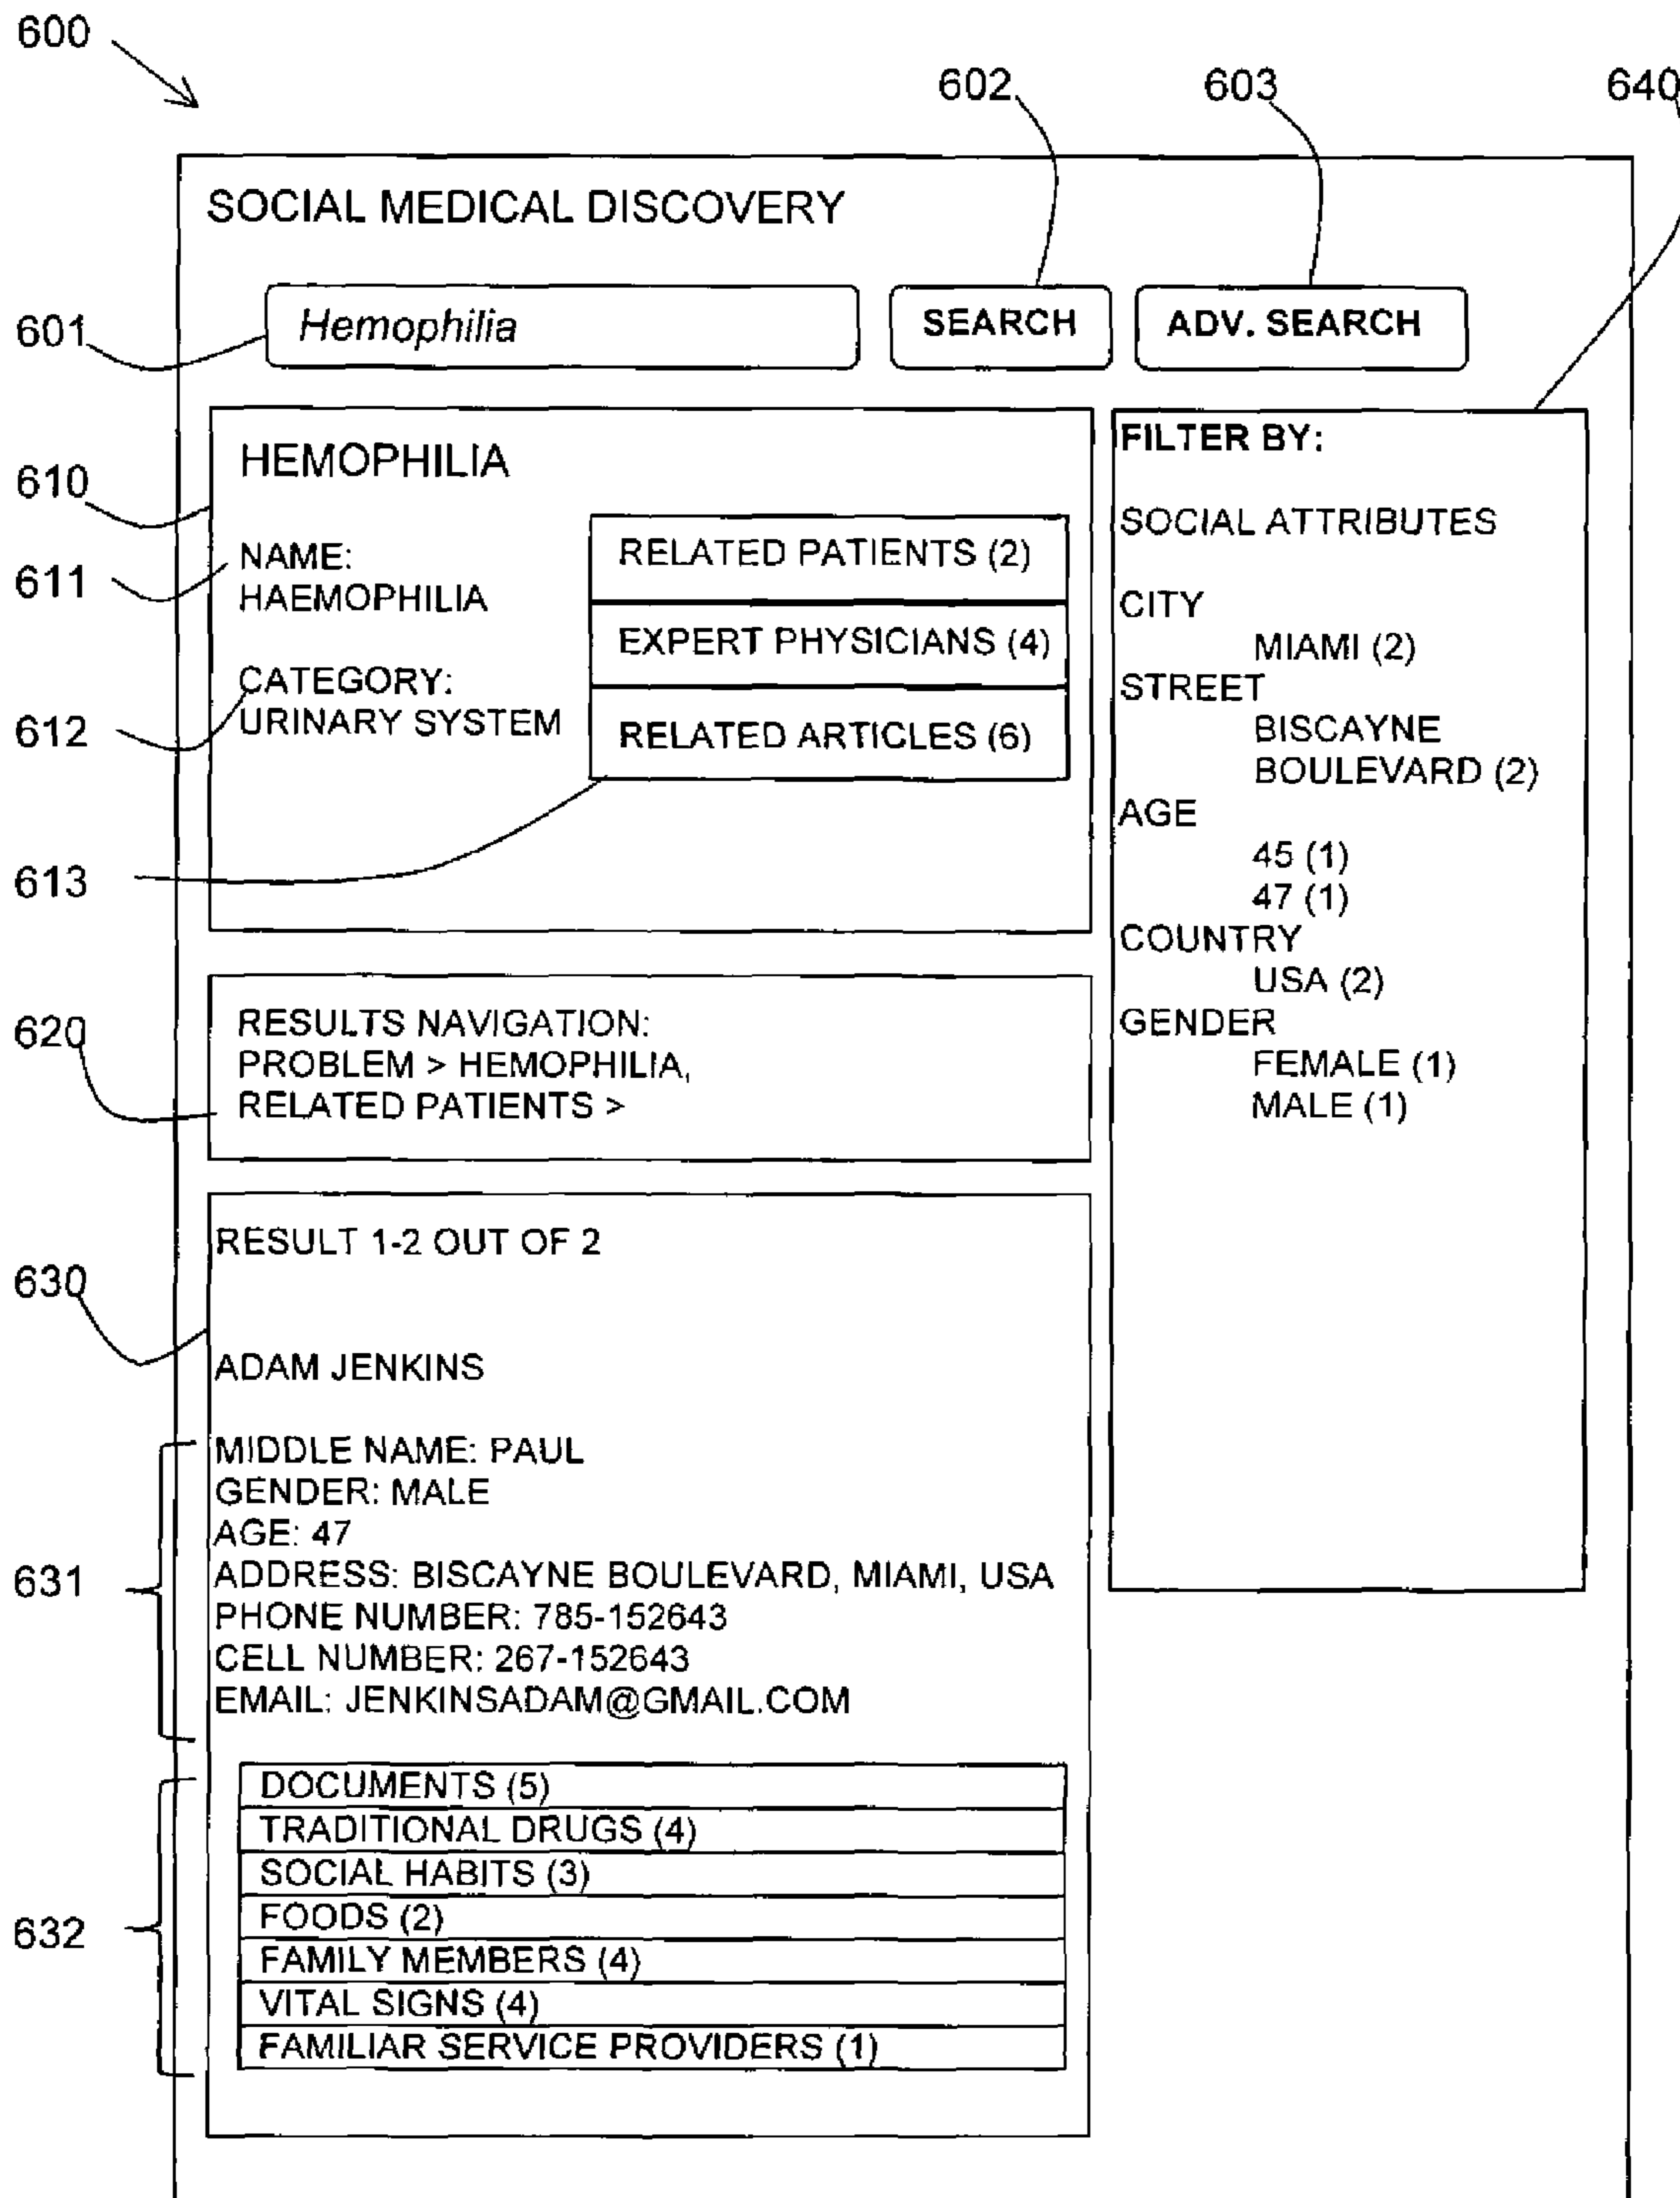 600
602
603
640
SOCIAL MEDICAL DISCOVERY
601
Hemophilia
SEARCH
ADV. SEARCH
610
HEMOPHILIA
611
NAME:
HAEMOPHILIA
612
CATEGORY:
URINARY SYSTEM
RELATED PATIENTS (2)
EXPERT PHYSICIANS (4)
RELATED ARTICLES (6)
613
FILTER BY:
SOCIAL ATTRIBUTES
CITY
MIAMI (2)
STREET
BISCAYNE
BOULEVARD (2)
AGE
45 (1)
47 (1)
COUNTRY
USA (2)
GENDER
FEMALE (1)
MALE (1)
620
RESULTS NAVIGATION:
PROBLEM > HEMOPHILIA,
RELATED PATIENTS >
630
RESULT 1-2 OUT OF 2
ADAM JENKINS
631
MIDDLE NAME: PAUL
GENDER: MALE
AGE: 47
ADDRESS: BISCAYNE BOULEVARD, MIAMI, USA
PHONE NUMBER: 785-152643
CELL NUMBER: 267-152643
EMAIL: JENKINSADAM@GMAIL.COM
632
DOCUMENTS (5)
TRADITIONAL DRUGS (4)
SOCIAL HABITS (3)
FOODS (2)
FAMILY MEMBERS (4)
VITAL SIGNS (4)
FAMILIAR SERVICE PROVIDERS (1)